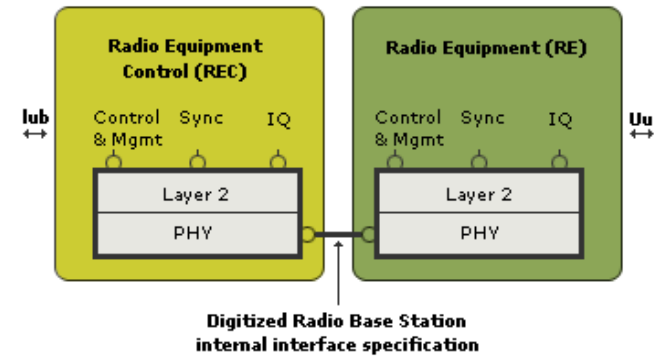 Radio Equipment
Control (REC)
Radio Equipment (RE)
Iub
Uu
Control
& Mgmt
Sync
IQ
Control
& Mgmt
Sync
IQ
Layer 2
PHY
Layer 2
PHY
Digitized Radio Base Station
internal interface specification